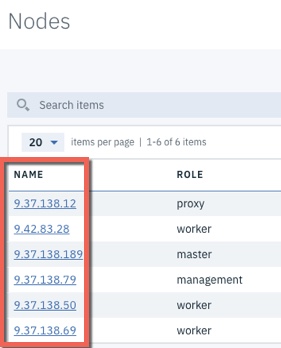 Nodes
Search items
20 items per page | 1-6 of 6 items
NAME ROLE
9.37.138.12 proxy
9.42.83.28 worker
9.37.138.189 master
9.37.138.79 management
9.37.138.50 worker
9.37.138.69 worker